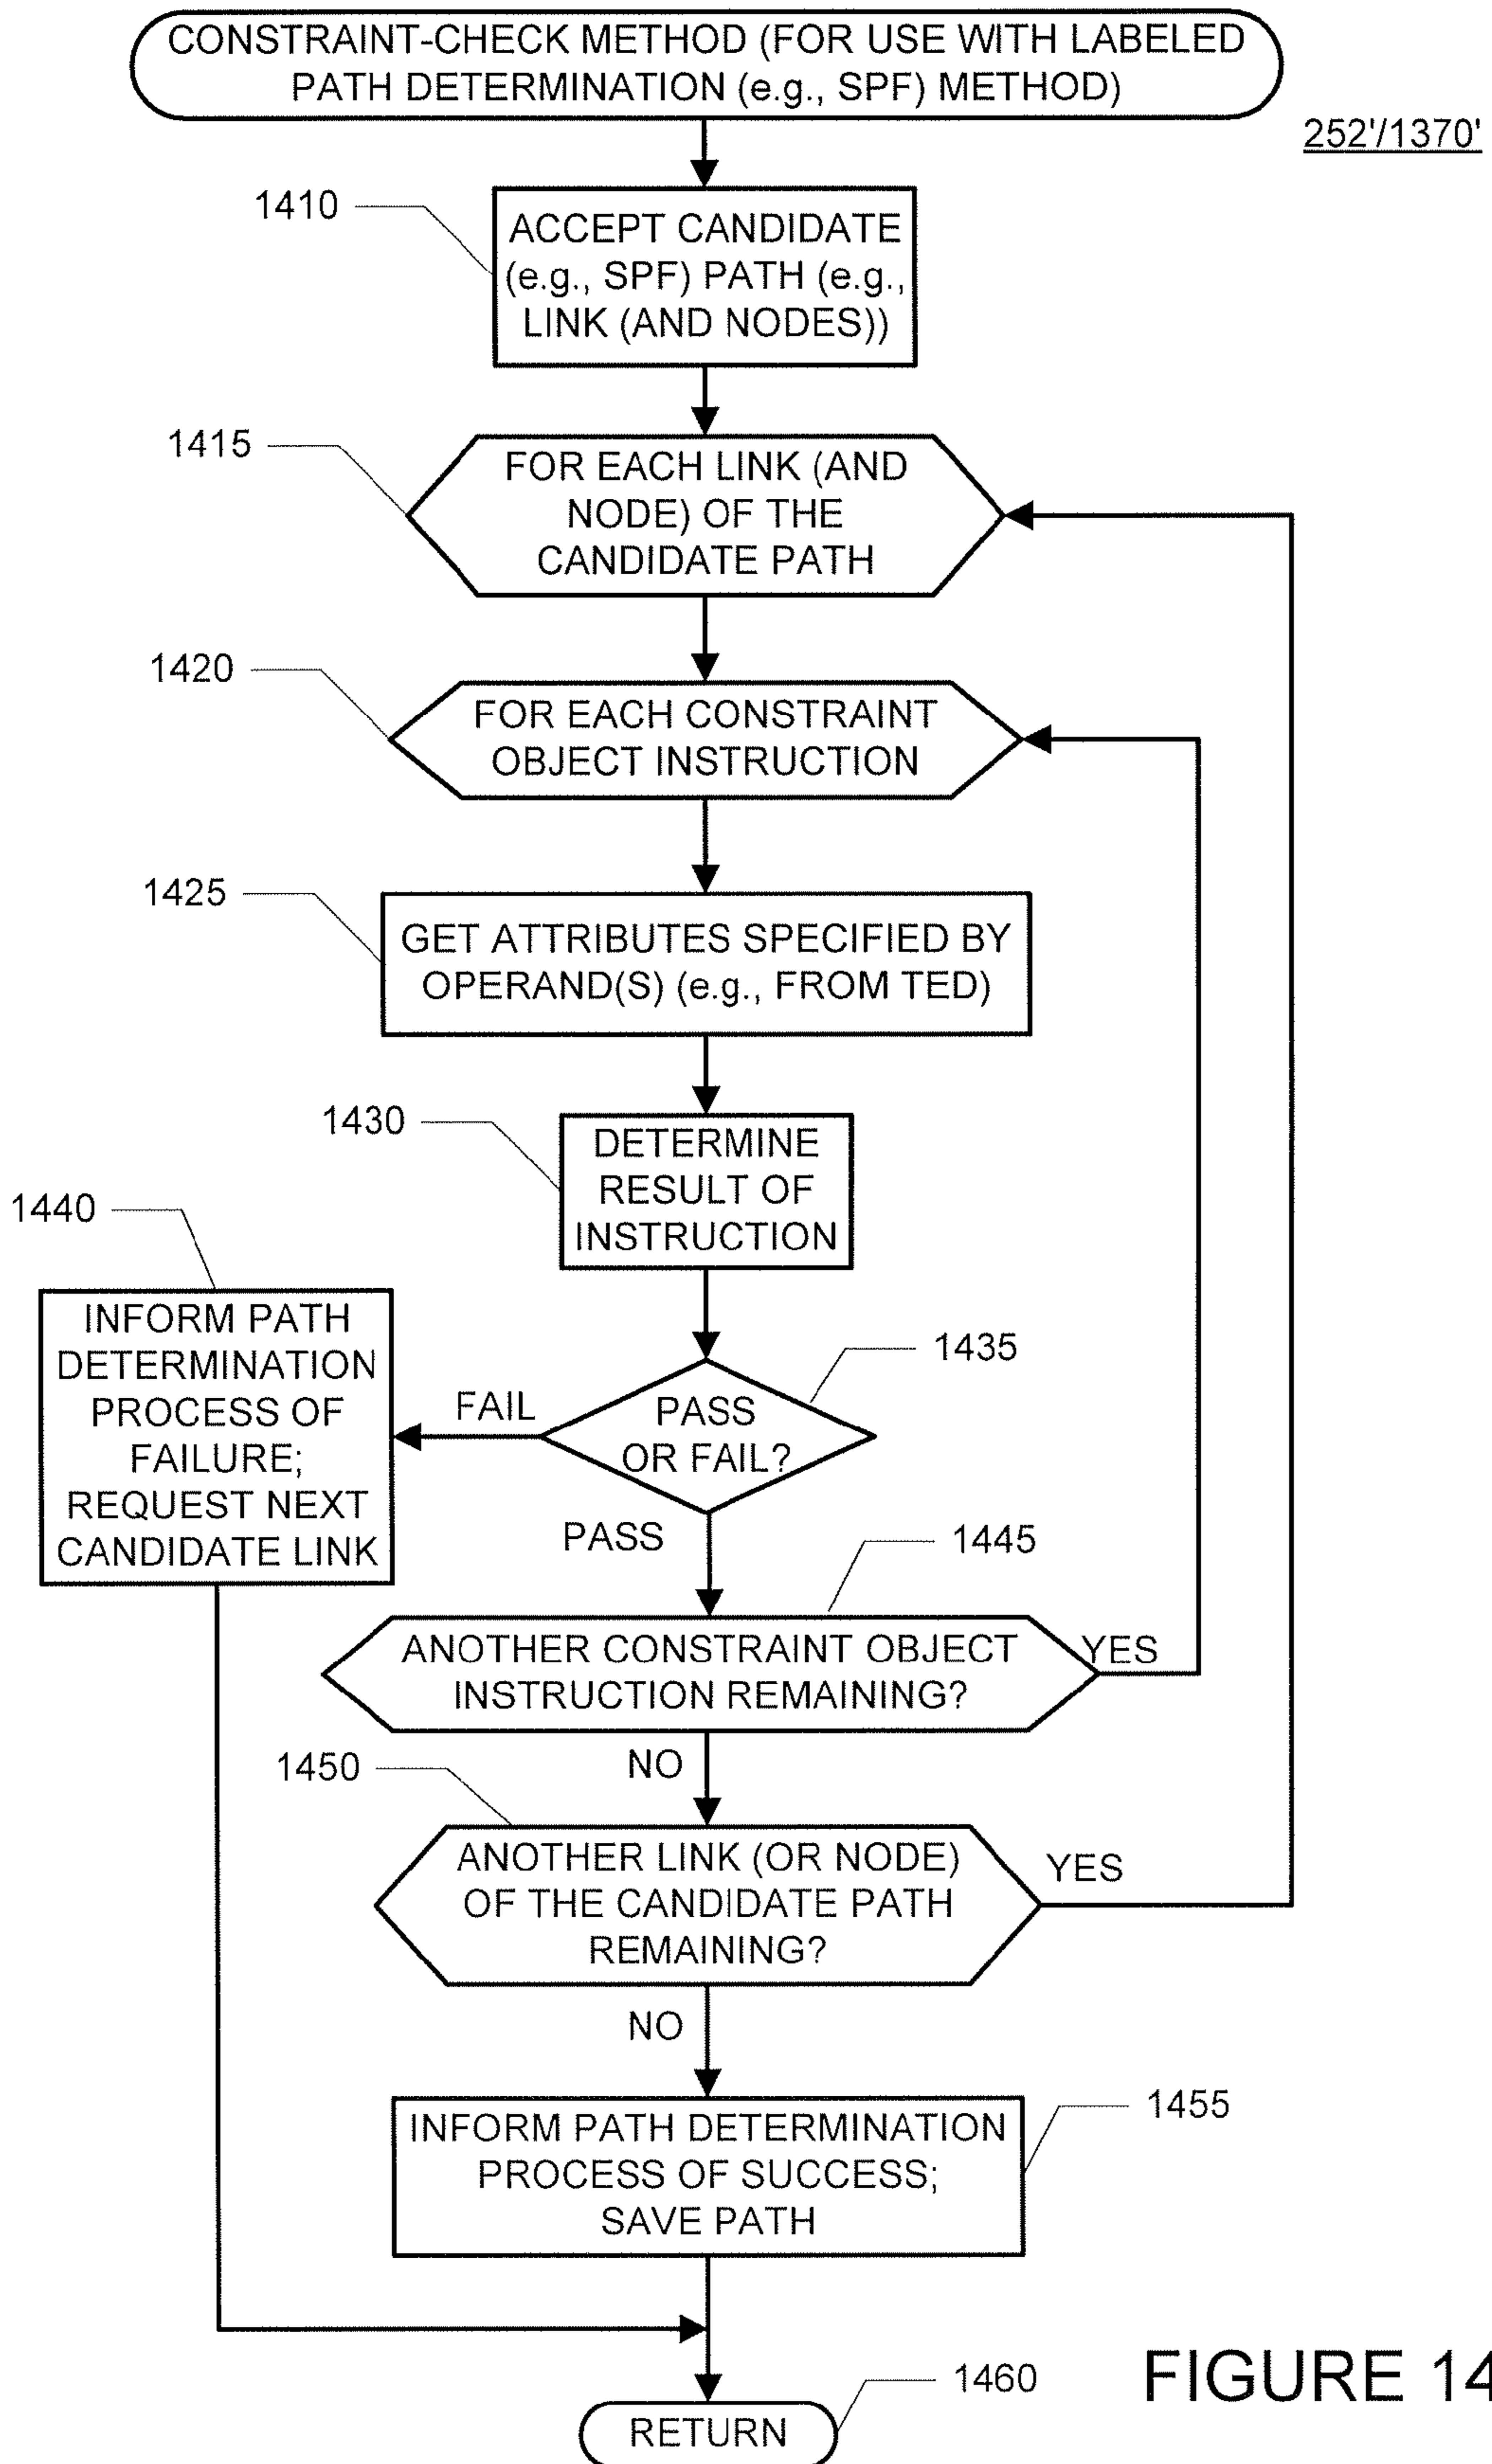 CONSTRAINT-CHECK METHOD (FOR USE WITH LABELED
PATH DETERMINATION (e.g., SPF) METHOD)
252'/1370'
1410
ACCEPT CANDIDATE
(e.g., SPF) PATH (e.g.,
LINK (AND NODES))
1415
FOR EACH LINK (AND
NODE) OF THE
CANDIDATE PATH
1420
FOR EACH CONSTRAINT
OBJECT INSTRUCTION
1425
GET ATTRIBUTES SPECIFIED BY
OPERAND(S) (e.g., FROM TED)
1430
DETERMINE
RESULT OF
INSTRUCTION
1440
INFORM PATH
DETERMINATION
PROCESS OF
FAILURE;
REQUEST NEXT
CANDIDATE LINK
1435
FAIL
PASS
OR FAIL?
PASS
1445
ANOTHER CONSTRAINT OBJECT
INSTRUCTION REMAINING?
YES
NO
1450
ANOTHER LINK (OR NODE)
OF THE CANDIDATE PATH
REMAINING?
YES
NO
1455
INFORM PATH DETERMINATION
PROCESS OF SUCCESS;
SAVE PATH
1460
RETURN
FIGURE 14